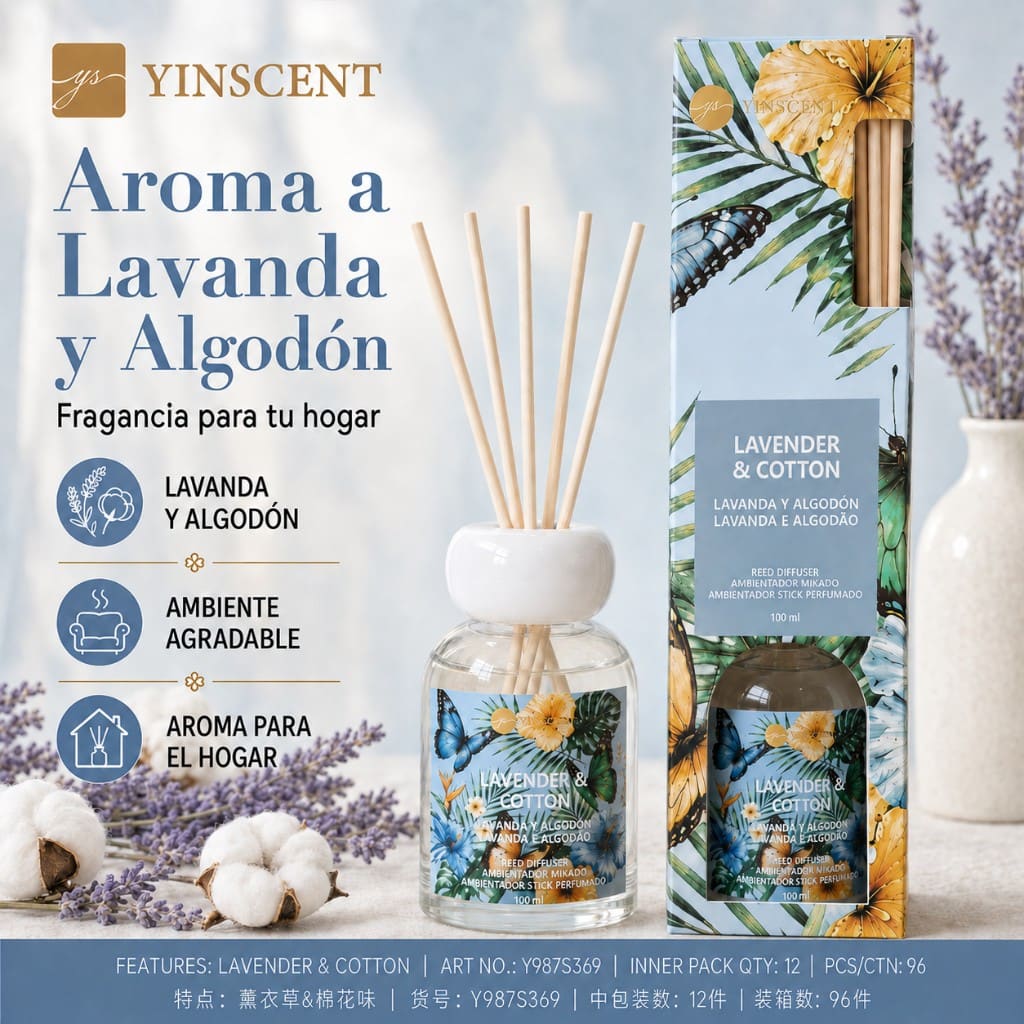 ys YINSCENT
Aroma a
Lavanda
y Algodón
Fragancia para tu hogar
LAVANDA
Y ALGODÓN
AMBIENTE
AGRADABLE
AROMA PARA
EL HOGAR
LAVENDER &
COTTON
LAVANDA Y ALGODÓN
LAVANDA E ALGODÃO
REED DIFFUSER
AMBIENTADOR MIKADO
AMBIENTADOR STICK PERFUMADO
100 ml
ys YINSCENT
LAVENDER
& COTTON
LAVANDA Y ALGODÓN
LAVANDA E ALGODÃO
REED DIFFUSER
AMBIENTADOR MIKADO
AMBIENTADOR STICK PERFUMADO
100 ml
LAVENDER &
COTTON
LAVANDA Y ALGODÓN
LAVANDA E ALGODÃO
REED DIFFUSER
AMBIENTADOR MIKADO
AMBIENTADOR STICK PERFUMADO
100 ml
FEATURES: LAVENDER & COTTON | ART NO.: Y987S369 | INNER PACK QTY: 12 | PCS/CTN: 96
特点: 薰衣草&棉花味 | 货号: Y987S369 | 中包装数: 12件 | 装箱数: 96件